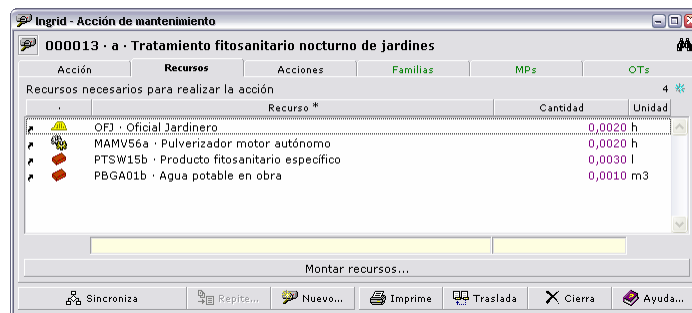 Ingrid - Acción de mantenimiento
000013 · a · Tratamiento fitosanitario nocturno de jardines
Acción Recursos Acciones Familias MPs OTs
Recursos necesarios para realizar la acción 4
· Recurso * Cantidad Unidad
OFJ · Oficial Jardinero 0,0020 h
MAMV56a · Pulverizador motor autónomo 0,0020 h
PTSW15b · Producto fitosanitario específico 0,0030 l
PBGA01b · Agua potable en obra 0,0010 m3
Montar recursos...
Sincroniza Repite... Nuevo... Imprime Traslada Cierra Ayuda...